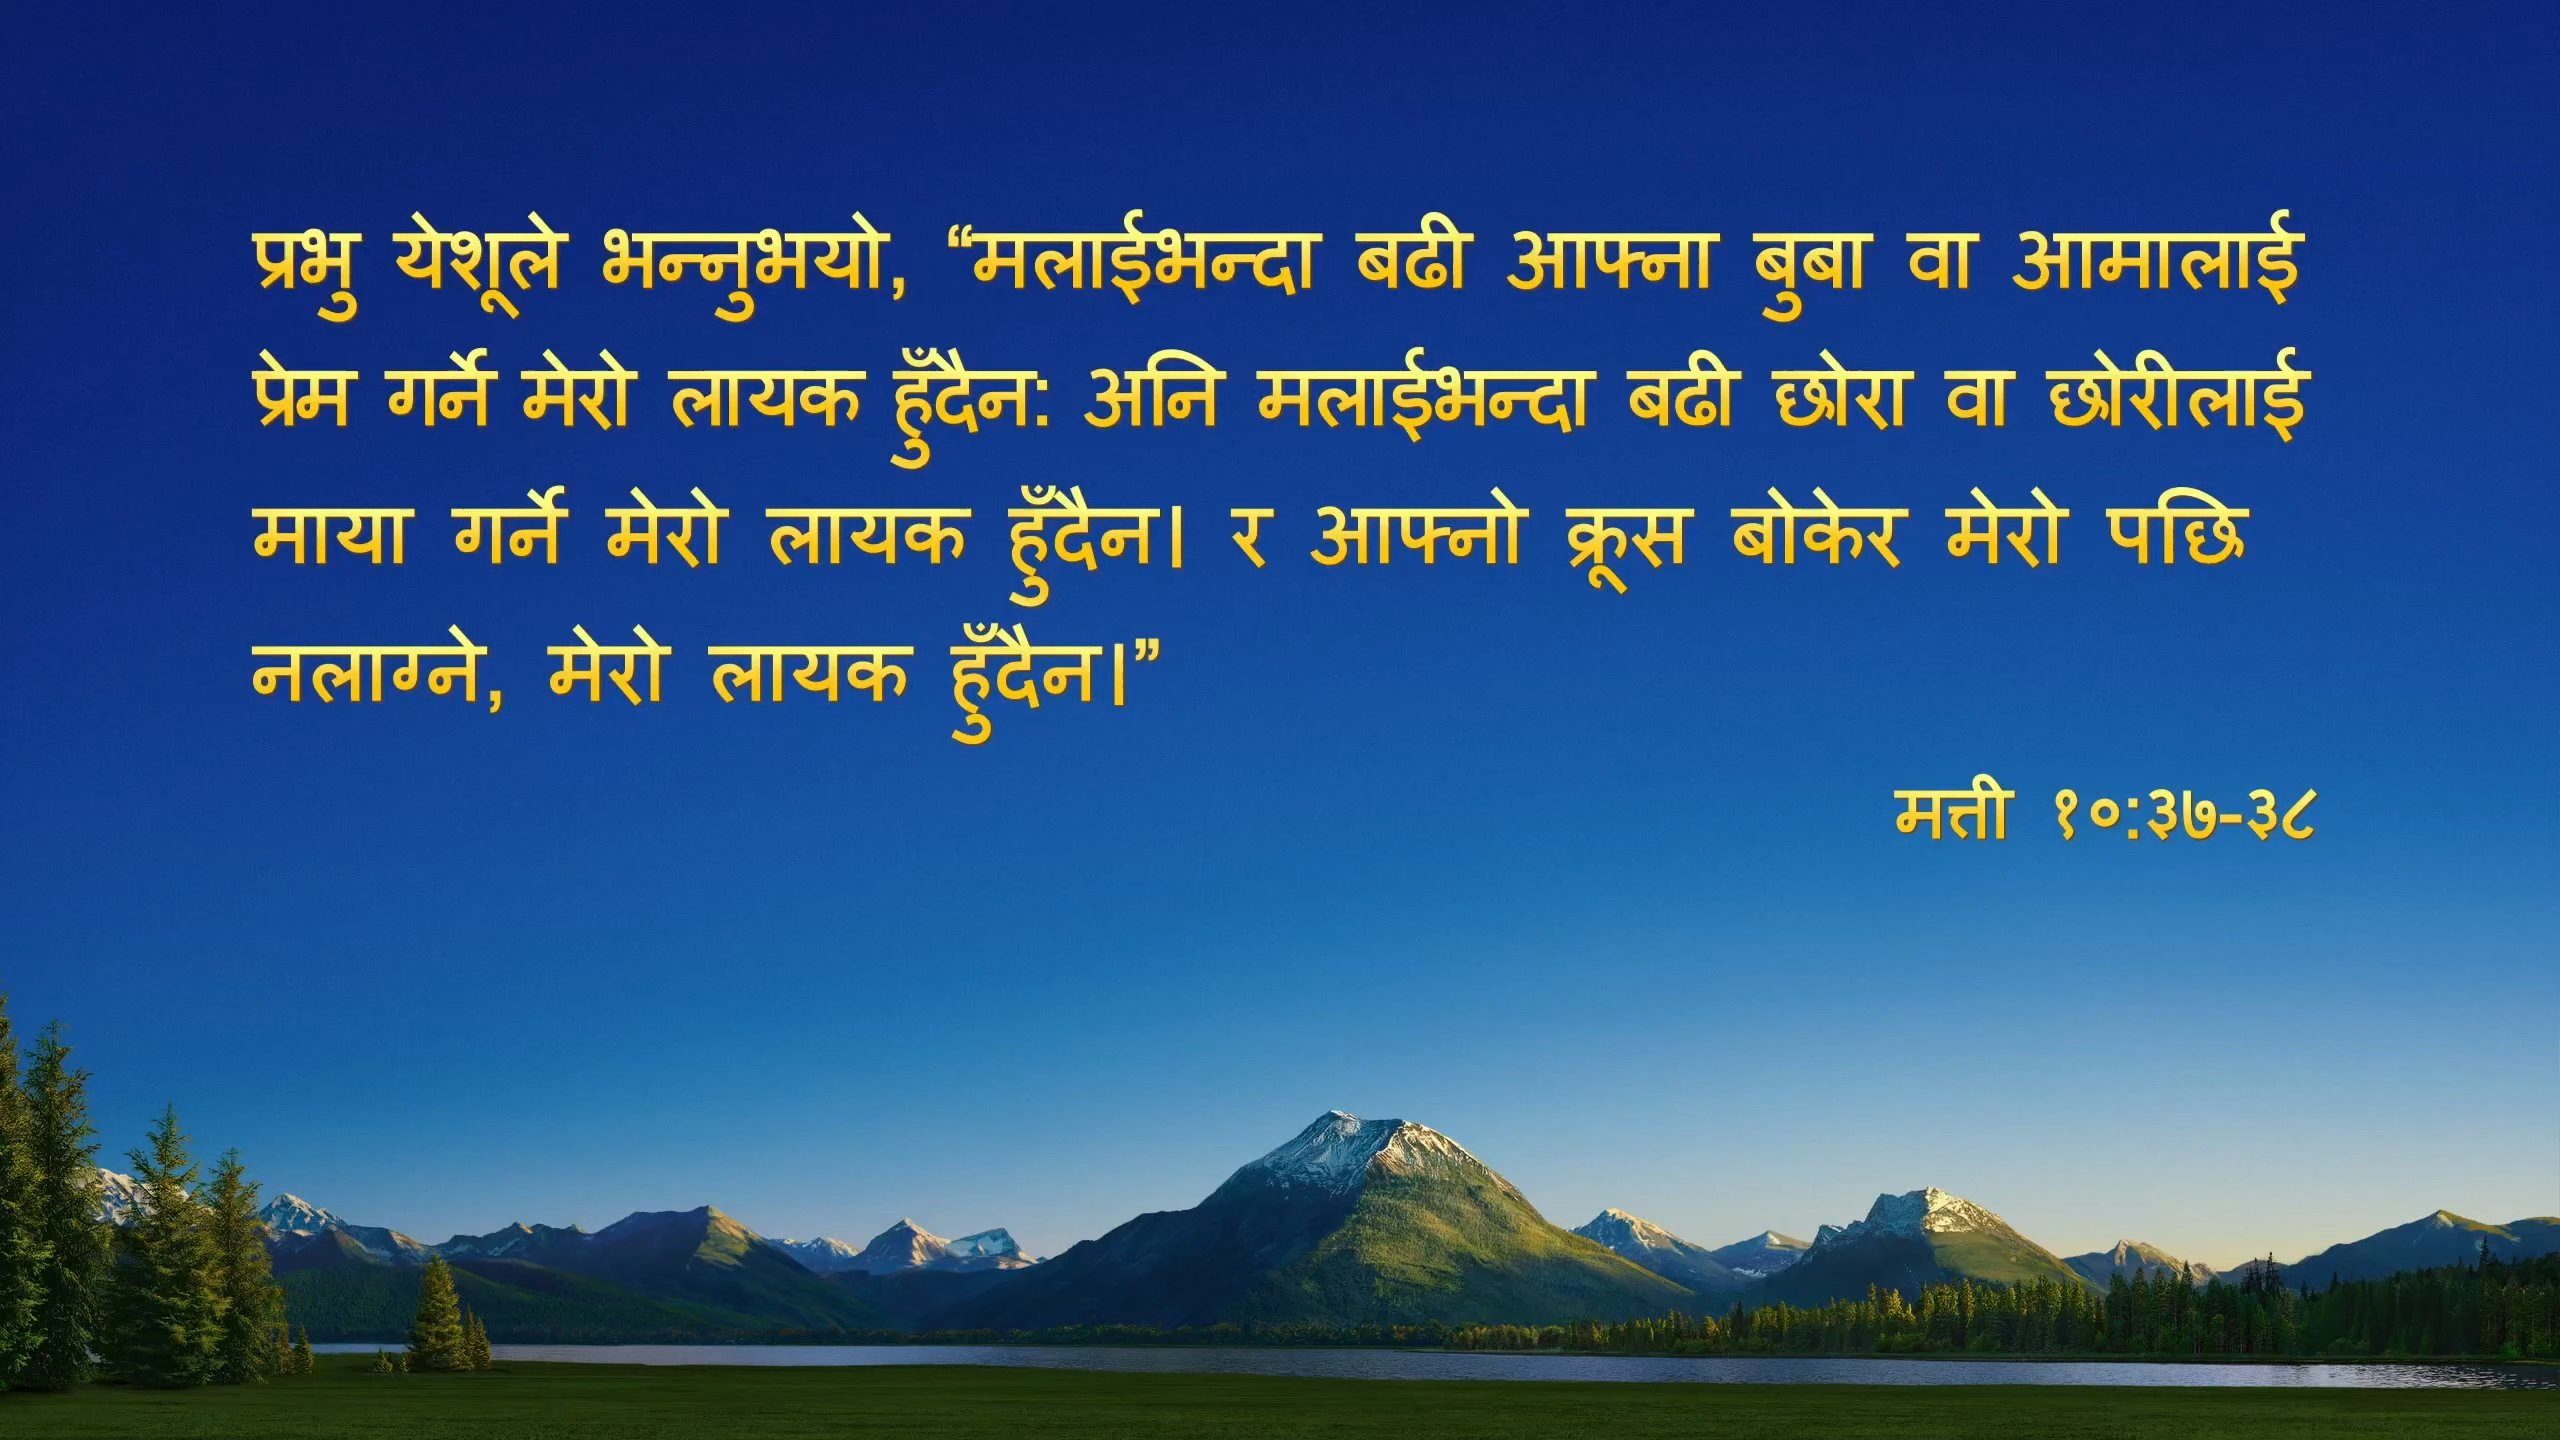 प्रभु येशूले भन्नुभयो, “मलाईभन्दा बढी आफ्ना बुबा वा आमालाई
प्रेम गर्ने मेरो लायक हुँदैन: अनि मलाईभन्दा बढी छोरा वा छोरीलाई
माया गर्ने मेरो लायक हुँदैन। र आफ्नो क्रूस बोकेर मेरो पछि
नलाग्ने, मेरो लायक हुँदैन।”
मत्ती १०:३७-३८